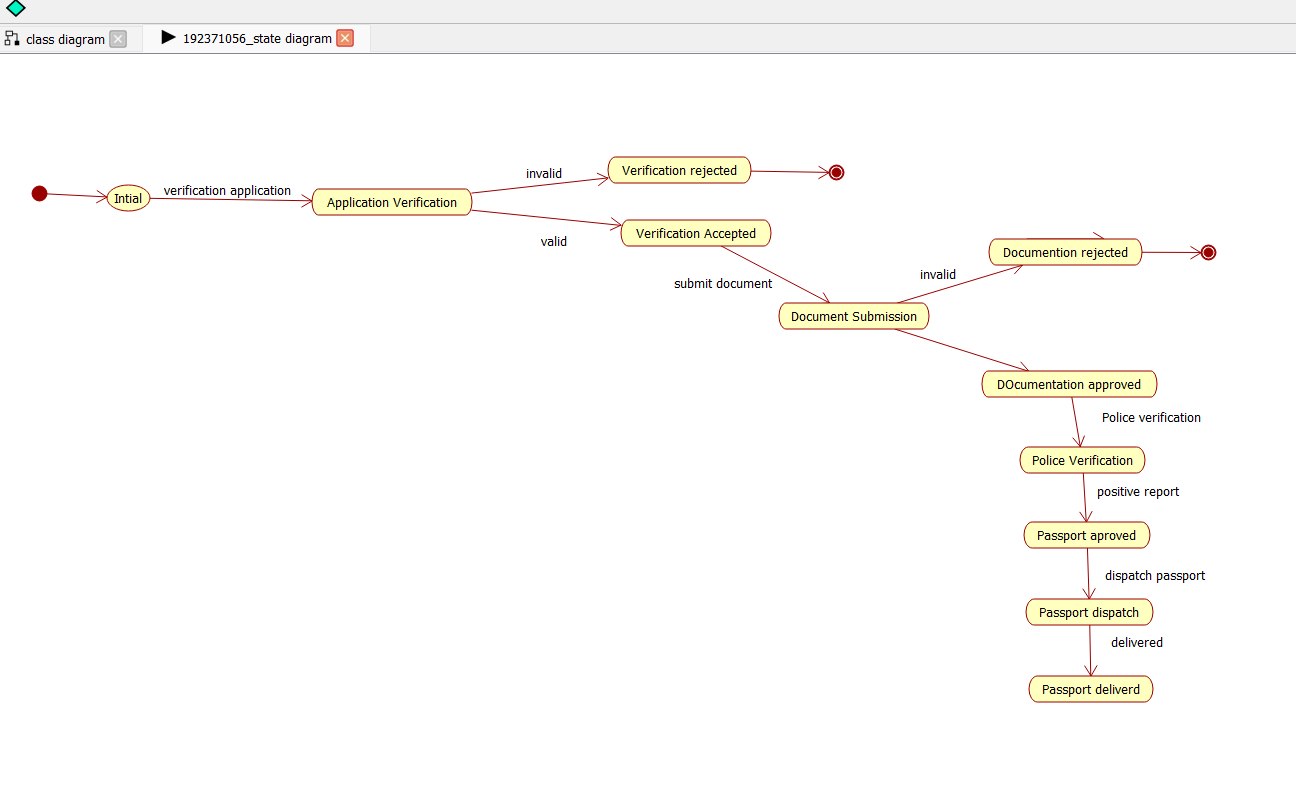 class diagram
192371056_state diagram
Intial
verification application
Application Verification
invalid
Verification rejected
valid
Verification Accepted
submit document
Document Submission
invalid
Documention rejected
DOcumentation approved
Police verification
Police Verification
positive report
Passport aproved
dispatch passport
Passport dispatch
delivered
Passport deliverd